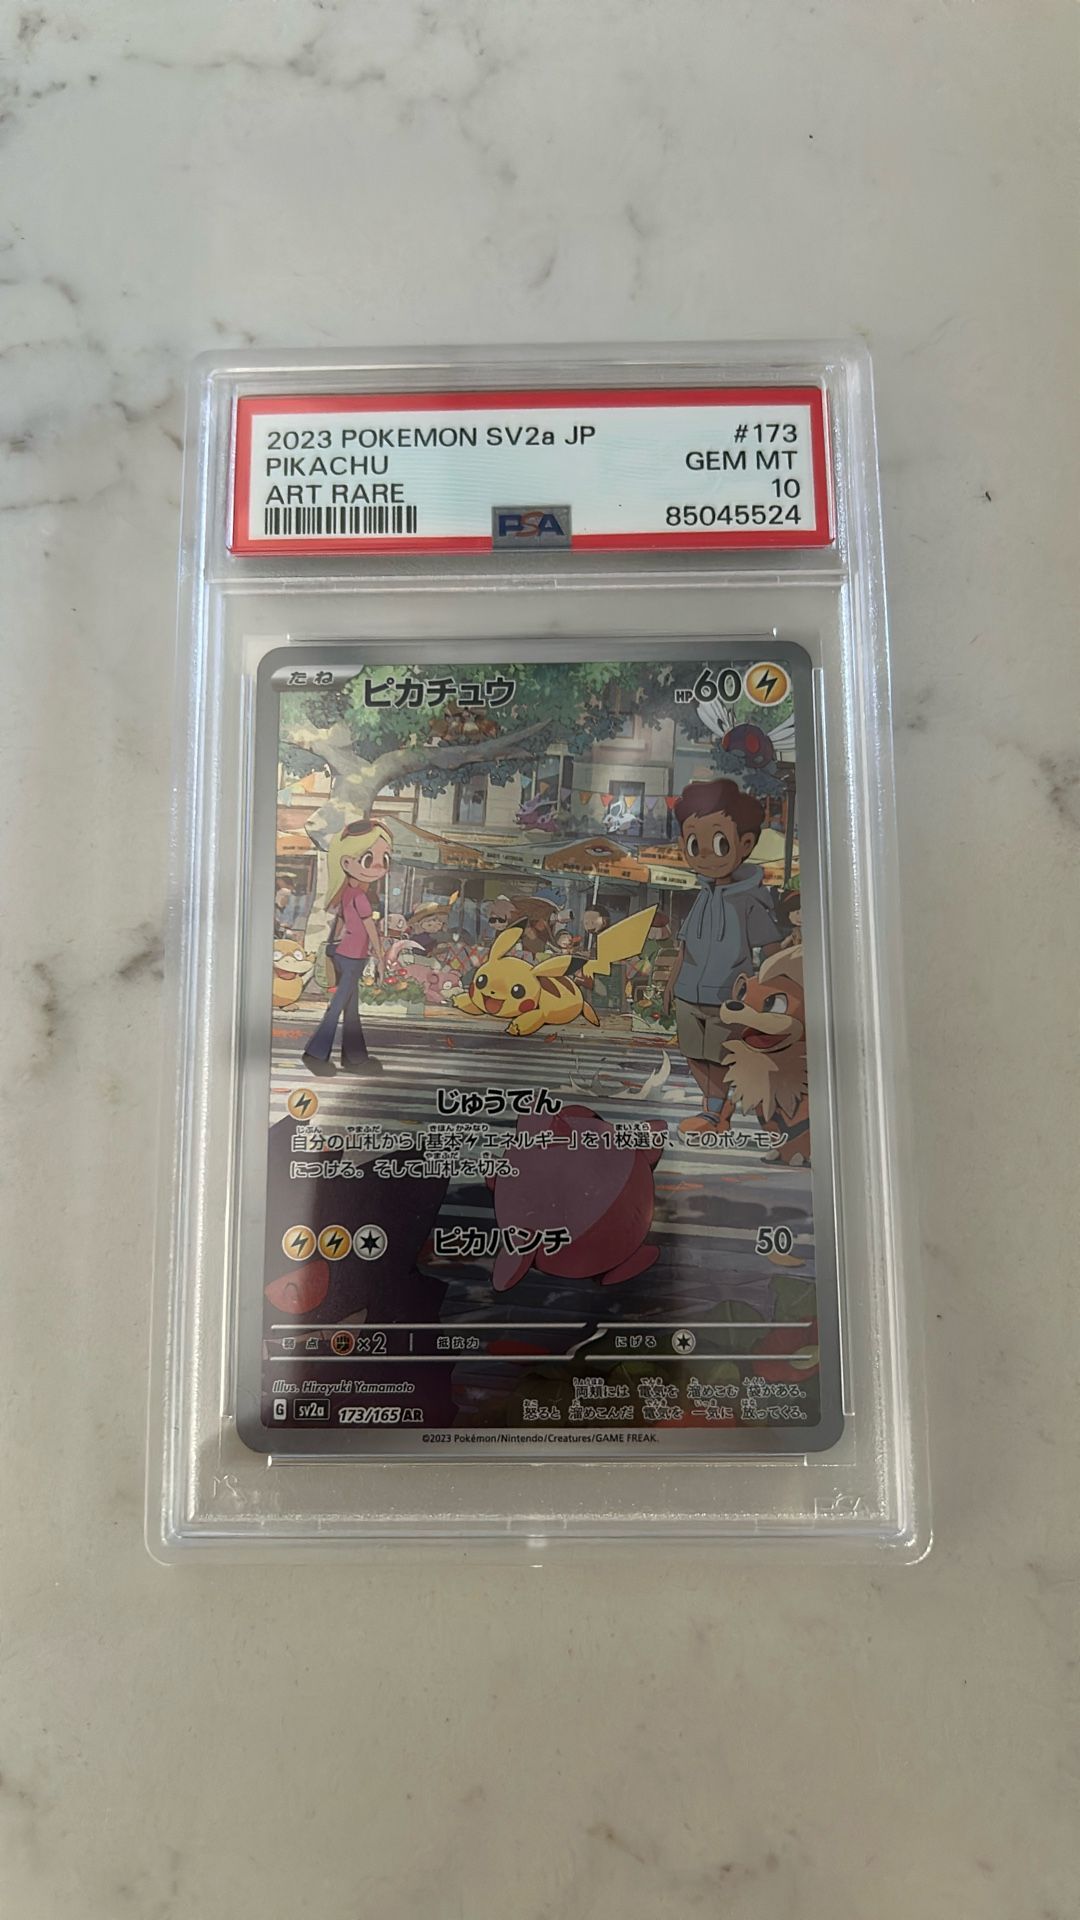 2023 POKEMON SV2a JP #173
PIKACHU GEM MT
ART RARE 10
PSA 85045524
たね ピカチュウ HP60
じゅうでん
自分の山札から「基本エネルギー」を1枚選び、このポケモン
につける。そして山札を切る。
ピカパンチ 50
弱点 ×2 抵抗力 にげる
Illus. Hiroyuki Yamamoto
両頬には 電気を 溜めこむ 袋がある。
怒ると 溜めこんだ 電気を 一気に 放ってくる。
G sv2a 173/165 AR
©2023 Pokémon/Nintendo/Creatures/GAME FREAK.
PSA